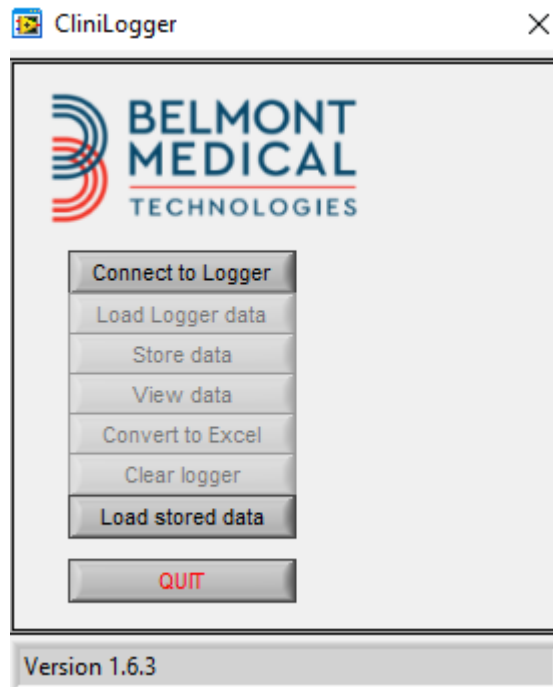 CliniLogger
BELMONT
MEDICAL
TECHNOLOGIES
Connect to Logger
Load Logger data
Store data
View data
Convert to Excel
Clear logger
Load stored data
QUIT
Version 1.6.3